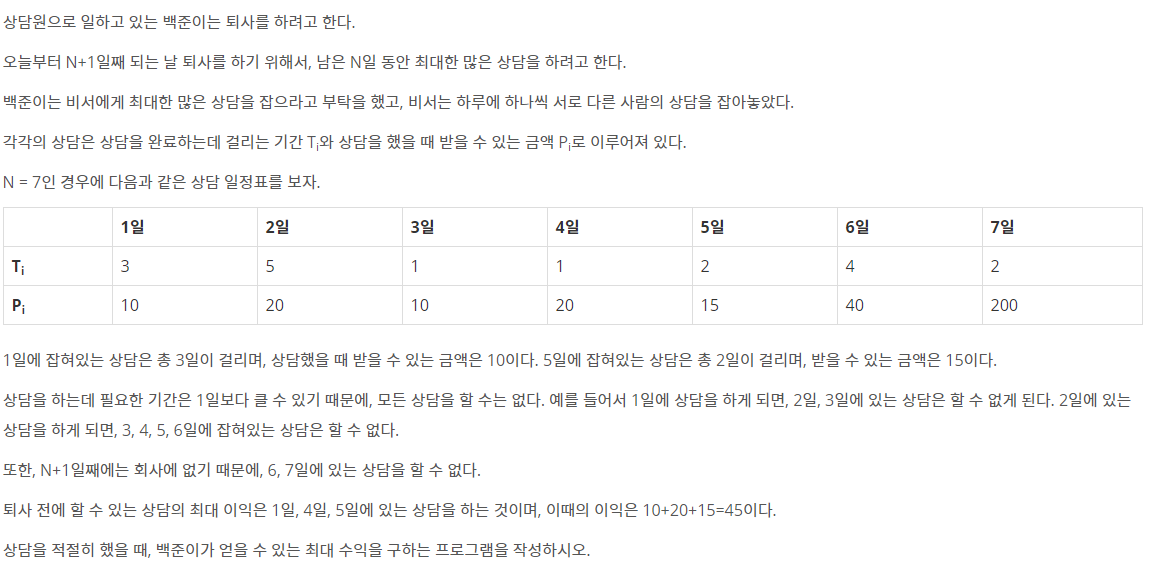 상담원으로 일하고 있는 백준이는 퇴사를 하려고 한다.
오늘부터 N+1일째 되는 날 퇴사를 하기 위해서, 남은 N일 동안 최대한 많은 상담을 하려고 한다.
백준이는 비서에게 최대한 많은 상담을 잡으라고 부탁을 했고, 비서는 하루에 하나씩 서로 다른 사람의 상담을 잡아놓았다.
각각의 상담은 상담을 완료하는데 걸리는 기간 Ti와 상담을 했을 때 받을 수 있는 금액 Pi로 이루어져 있다.
N = 7인 경우에 다음과 같은 상담 일정표를 보자.
1일 2일 3일 4일 5일 6일 7일
Ti 3 5 1 1 2 4 2
Pi 10 20 10 20 15 40 200
1일에 잡혀있는 상담은 총 3일이 걸리며, 상담했을 때 받을 수 있는 금액은 10이다. 5일에 잡혀있는 상담은 총 2일이 걸리며, 받을 수 있는 금액은 15이다.
상담을 하는데 필요한 기간은 1일보다 클 수 있기 때문에, 모든 상담을 할 수는 없다. 예를 들어서 1일에 상담을 하게 되면, 2일, 3일에 있는 상담은 할 수 없게 된다. 2일에 있는
상담을 하게 되면, 3, 4, 5, 6일에 잡혀있는 상담은 할 수 없다.
또한, N+1일째에는 회사에 없기 때문에, 6, 7일에 있는 상담을 할 수 없다.
퇴사 전에 할 수 있는 상담의 최대 이익은 1일, 4일, 5일에 있는 상담을 하는 것이며, 이때의 이익은 10+20+15=45이다.
상담을 적절히 했을 때, 백준이가 얻을 수 있는 최대 수익을 구하는 프로그램을 작성하시오.